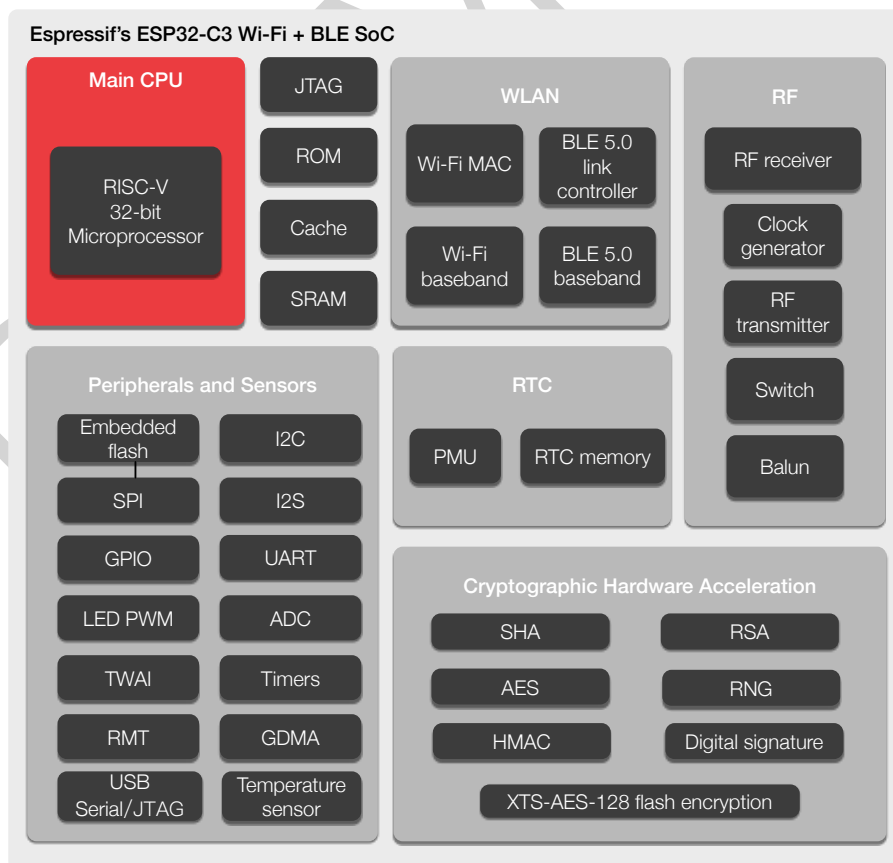 Espressif's ESP32-C3 Wi-Fi + BLE SoC
Main CPU
RISC-V
32-bit
Microprocessor
JTAG
ROM
Cache
SRAM
WLAN
Wi-Fi MAC
BLE 5.0
link
controller
Wi-Fi
baseband
BLE 5.0
baseband
RF
RF receiver
Clock
generator
RF
transmitter
Switch
Balun
Peripherals and Sensors
Embedded
flash
I2C
SPI
I2S
GPIO
UART
LED PWM
ADC
TWAI
Timers
RMT
GDMA
USB
Serial/JTAG
Temperature
sensor
RTC
PMU
RTC memory
Cryptographic Hardware Acceleration
SHA
RSA
AES
RNG
HMAC
Digital signature
XTS-AES-128 flash encryption